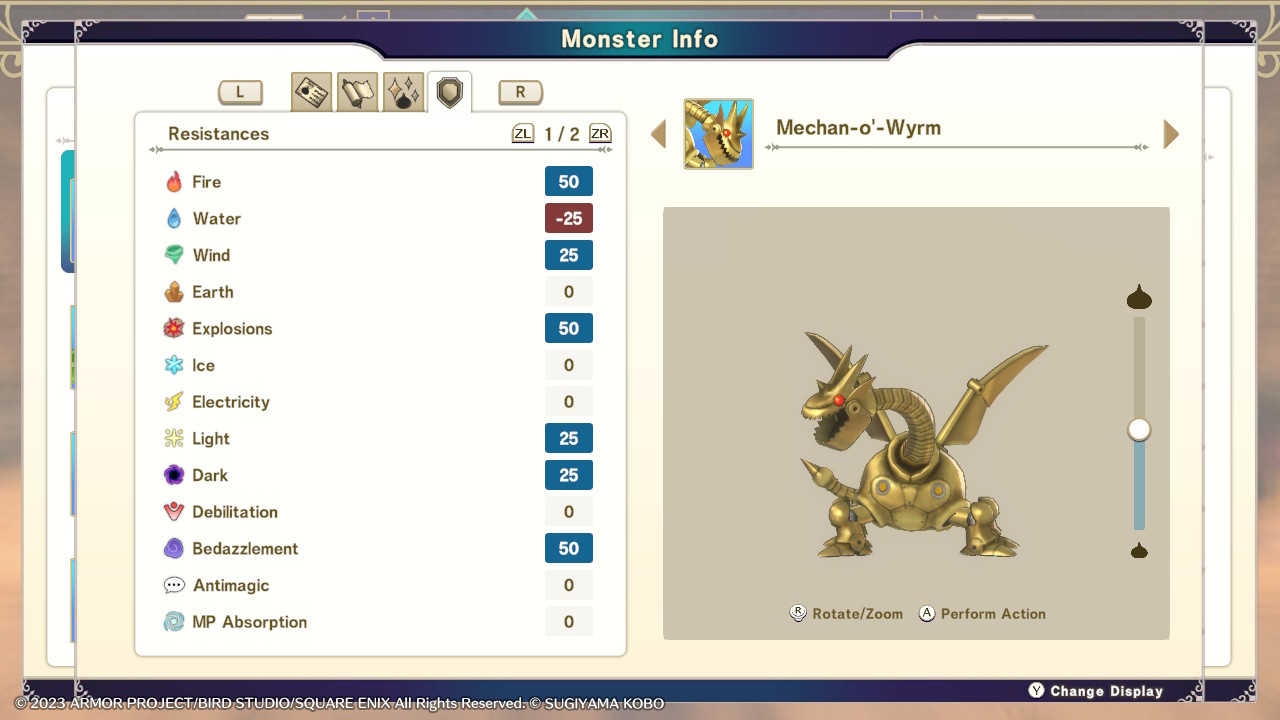 Monster Info
L
R
Resistances
ZL 1 / 2 ZR
Mechan-o'-Wyrm
Fire 50
Water -25
Wind 25
Earth 0
Explosions 50
Ice 0
Electricity 0
Light 25
Dark 25
Debilitation 0
Bedazzlement 50
Antimagic 0
MP Absorption 0
R Rotate/Zoom A Perform Action
Y Change Display
© 2023 ARMOR PROJECT/BIRD STUDIO/SQUARE ENIX All Rights Reserved. © SUGIYAMA KOBO